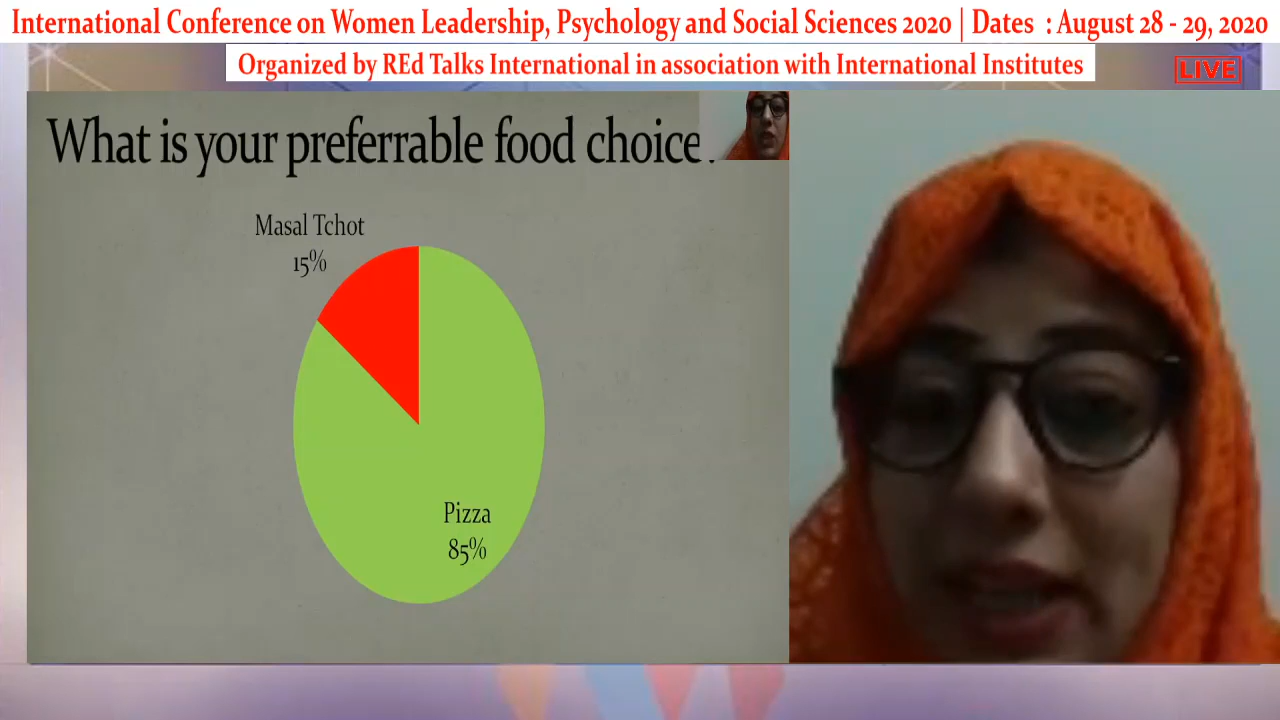 International Conference on Women Leadership, Psychology and Social Sciences 2020 | Dates : August 28 - 29, 2020
Organized by REd Talks International in association with International Institutes
LIVE
What is your preferrable food choice
Masal Tchot
15%
Pizza
85%